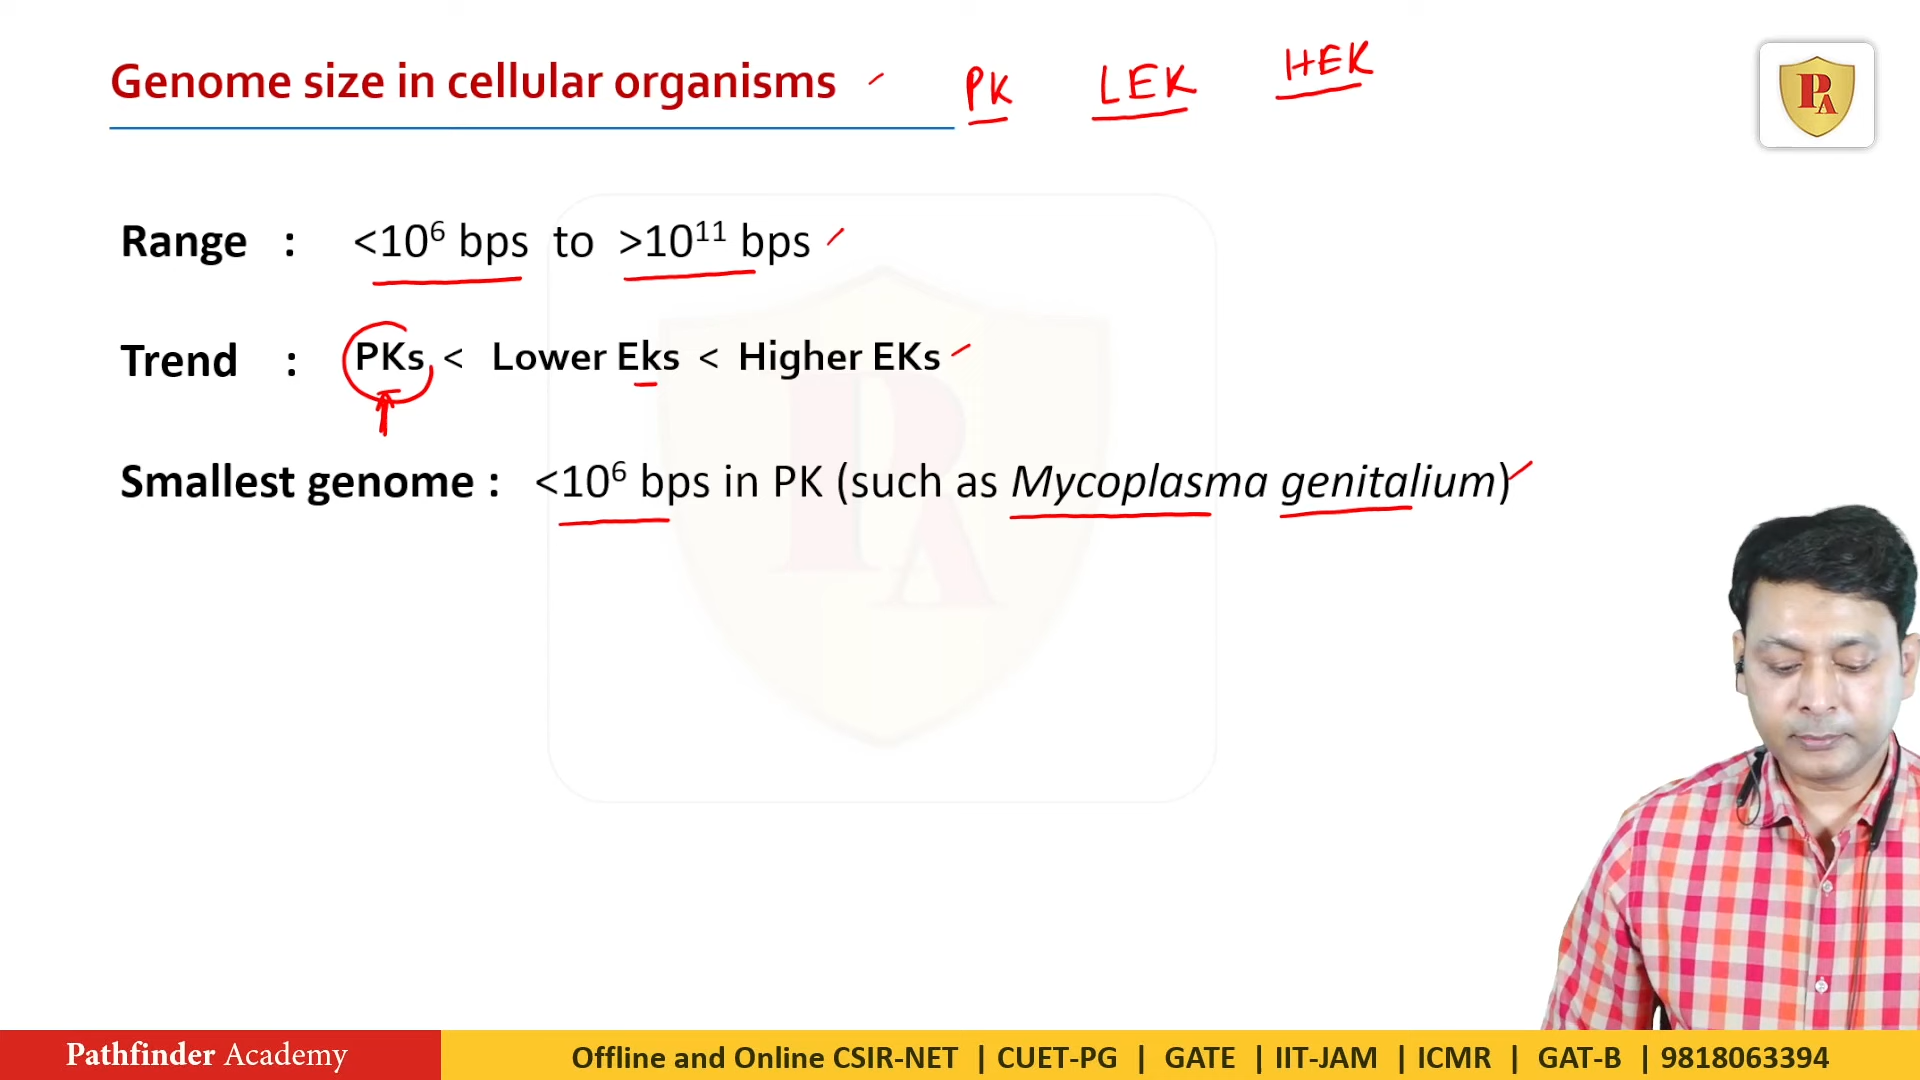 Genome size in cellular organisms PK LEK HEK
PA
Range : <10⁶ bps to >10¹¹ bps
Trend : PKs < Lower Eks < Higher EKs
Smallest genome : <10⁶ bps in PK (such as Mycoplasma genitalium)
PA
Pathfinder Academy
Offline and Online CSIR-NET | CUET-PG | GATE | IIT-JAM | ICMR | GAT-B | 9818063394